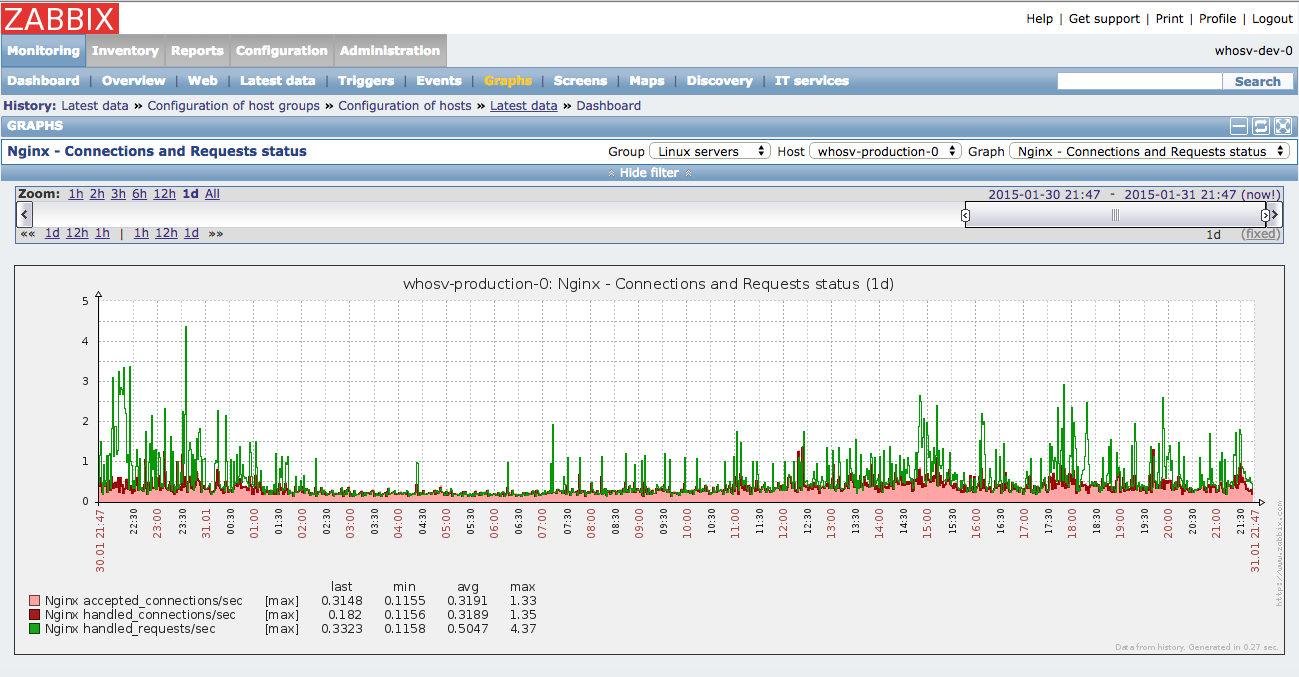 ZABBIX
Help | Get support | Print | Profile | Logout
Monitoring Inventory Reports Configuration Administration
whosv-dev-0
Dashboard | Overview | Web | Latest data | Triggers | Events | Graphs | Screens | Maps | Discovery | IT services
Search
History: Latest data » Configuration of host groups » Configuration of hosts » Latest data » Dashboard
GRAPHS
Nginx - Connections and Requests status
Group Linux servers Host whosv-production-0 Graph Nginx - Connections and Requests status
Hide filter
Zoom: 1h 2h 3h 6h 12h 1d All
2015-01-30 21:47 - 2015-01-31 21:47 (now!)
«« 1d 12h 1h | 1h 12h 1d »»
1d (fixed)
whosv-production-0: Nginx - Connections and Requests status (1d)
5
4
3
2
1
0
30.01 21:47 22:30 23:00 23:30 31.01 00:30 01:00 01:30 02:00 02:30 03:00 03:30 04:00 04:30 05:00 05:30 06:00 06:30 07:00 07:30 08:00 08:30 09:00 09:30 10:00 10:30 11:00 11:30 12:00 12:30 13:00 13:30 14:00 14:30 15:00 15:30 16:00 16:30 17:00 17:30 18:00 18:30 19:00 19:30 20:00 20:30 21:00 21:30 31.01 21:47
http://www.zabbix.com
last min avg max
Nginx accepted_connections/sec [max] 0.3148 0.1155 0.3191 1.33
Nginx handled_connections/sec [max] 0.182 0.1156 0.3189 1.35
Nginx handled_requests/sec [max] 0.3323 0.1158 0.5047 4.37
Data from history. Generated in 0.27 sec.